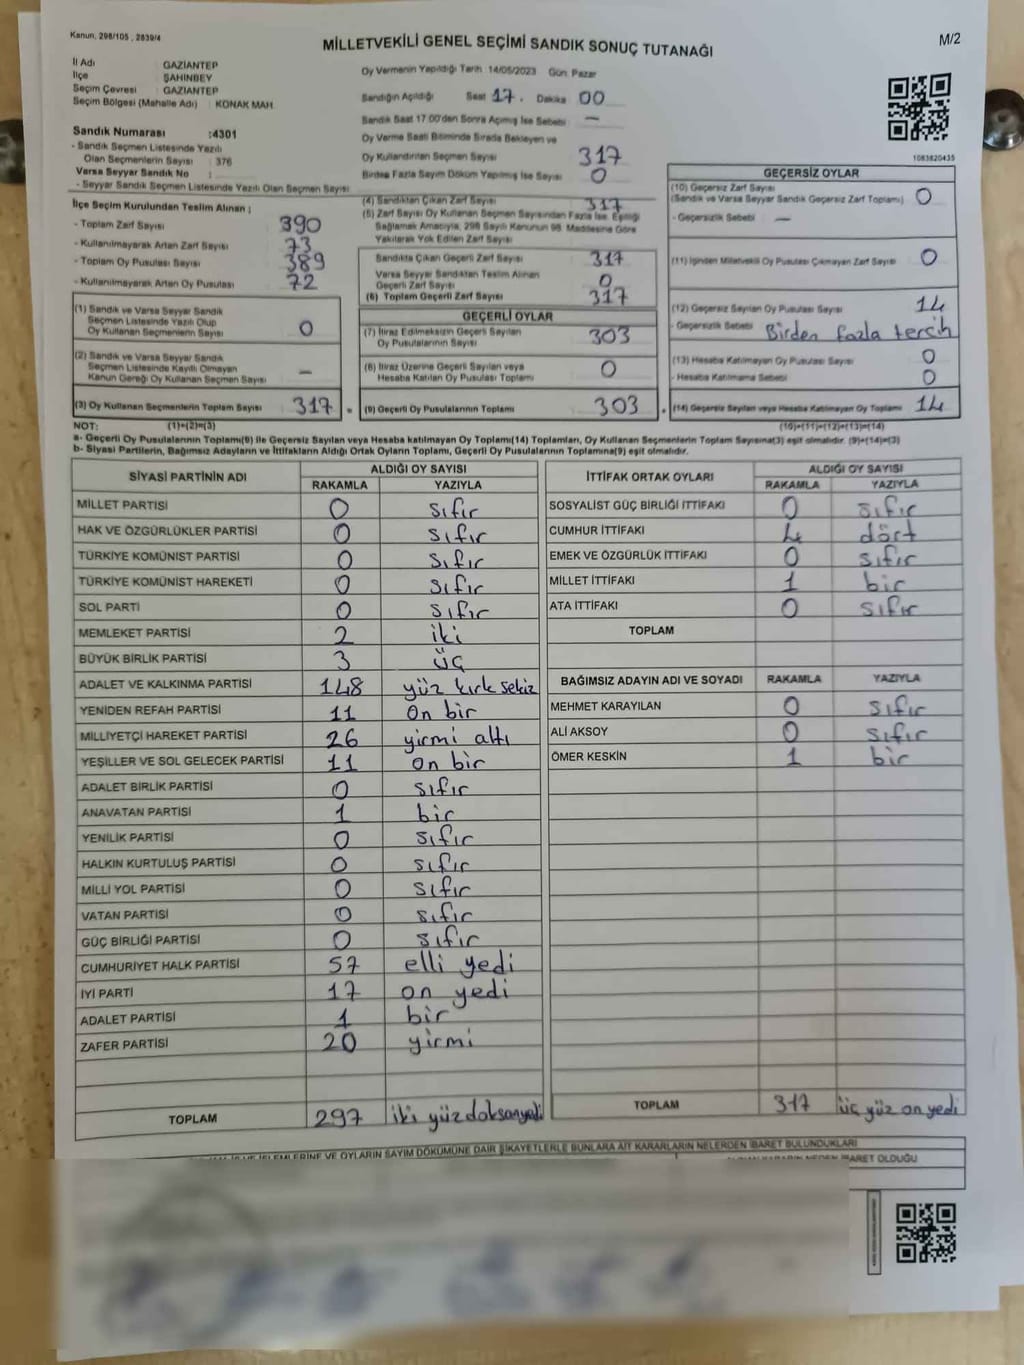 Kanun, 298/105 , 2839/4
MİLLETVEKİLİ GENEL SEÇİMİ SANDIK SONUÇ TUTANAĞI
M/2
İl Adı : GAZİANTEP
İlçe : ŞAHİNBEY
Seçim Çevresi : GAZİANTEP
Seçim Bölgesi (Mahalle Adı) : KONAK MAH.
Sandık Numarası :4301
- Sandık Seçmen Listesinde Yazılı
Olan Seçmenlerin Sayısı : 376
Varsa Seyyar Sandık No :
- Seyyar Sandık Seçmen Listesinde Yazılı Olan Seçmen Sayısı
Oy Vermenin Yapıldığı Tarih 14/05/2023 Gün: Pazar
Sandığın Açıldığı Saat 17. Dakika 00
Sandık Saat 17.00'den Sonra Açılmış İse Sebebi : —
Oy Verme Saati Bitiminde Sırada Bekleyen ve
Oy Kullandırılan Seçmen Sayısı 317
Birden Fazla Sayım Döküm Yapılmış İse Sayısı 0
1083820435
İlçe Seçim Kurulundan Teslim Alınan ;
- Toplam Zarf Sayısı 390
- Kullanılmayarak Artan Zarf Sayısı 73
- Toplam Oy Pusulası Sayısı 389
- Kullanılmayarak Artan Oy Pusulası 72
(1) Sandık ve Varsa Seyyar Sandık
Seçmen Listesinde Yazılı Olup
Oy Kullanan Seçmenlerin Sayısı 0
(2) Sandık ve Varsa Seyyar Sandık
Seçmen Listesinde Kayıtlı Olmayan
Kanun Gereği Oy Kullanan Seçmen Sayısı —
(3) Oy Kullanan Seçmenlerin Toplam Sayısı 317
(4) Sandıktan Çıkan Zarf Sayısı 317
(5) Zarf Sayısı Oy Kullanan Seçmen Sayısından Fazla İse, Eşitliği
Sağlamak Amacıyla, 298 Sayılı Kanunun 98. Maddesine Göre
Yakılarak Yok Edilen Zarf Sayısı
Sandıkta Çıkan Geçerli Zarf Sayısı 317
Varsa Seyyar Sandıktan Teslim Alınan
Geçerli Zarf Sayısı 0
(6) Toplam Geçerli Zarf Sayısı 317
GEÇERLİ OYLAR
(7) İtiraz Edilmeksizin Geçerli Sayılan
Oy Pusulalarının Sayısı 303
(8) İtiraz Üzerine Geçerli Sayılan veya
Hesaba Katılan Oy Pusulası Toplamı 0
(9) Geçerli Oy Pusulalarının Toplamı 303
GEÇERSİZ OYLAR
(10) Geçersiz Zarf Sayısı
(Sandık ve Varsa Seyyar Sandık Geçersiz Zarf Toplamı) 0
- Geçersizlik Sebebi : —
(11) İçinden Milletvekili Oy Pusulası Çıkmayan Zarf Sayısı 0
(12) Geçersiz Sayılan Oy Pusulası Sayısı 14
- Geçersizlik Sebebi Birden fazla tercih
(13) Hesaba Katılmayan Oy Pusulası Sayısı 0
- Hesaba Katılmama Sebebi 0
(14) Geçersiz Sayılan veya Hesaba Katılmayan Oy Toplamı 14
NOT: (1)+(2)=(3) (10)+(11)+(12)+(13)=(14)
a- Geçerli Oy Pusulalarının Toplamı(9) ile Geçersiz Sayılan veya Hesaba katılmayan Oy Toplamı(14) Toplamları, Oy Kullanan Seçmenlerin Toplam Sayısına(3) eşit olmalıdır. (9)+(14)=(3)
b- Siyasi Partilerin, Bağımsız Adayların ve İttifakların Aldığı Ortak Oyların Toplamı, Geçerli Oy Pusulalarının Toplamına(9) eşit olmalıdır.
SİYASİ PARTİNİN ADI ALDIĞI OY SAYISI
RAKAMLA YAZIYLA
MİLLET PARTİSİ 0 sıfır
HAK VE ÖZGÜRLÜKLER PARTİSİ 0 sıfır
TÜRKİYE KOMÜNİST PARTİSİ 0 sıfır
TÜRKİYE KOMÜNİST HAREKETİ 0 sıfır
SOL PARTİ 0 sıfır
MEMLEKET PARTİSİ 2 iki
BÜYÜK BİRLİK PARTİSİ 3 üç
ADALET VE KALKINMA PARTİSİ 148 yüz kırk sekiz
YENİDEN REFAH PARTİSİ 11 on bir
MİLLİYETÇİ HAREKET PARTİSİ 26 yirmi altı
YEŞİLLER VE SOL GELECEK PARTİSİ 11 on bir
ADALET BİRLİK PARTİSİ 0 sıfır
ANAVATAN PARTİSİ 1 bir
YENİLİK PARTİSİ 0 sıfır
HALKIN KURTULUŞ PARTİSİ 0 sıfır
MİLLİ YOL PARTİSİ 0 sıfır
VATAN PARTİSİ 0 sıfır
GÜÇ BİRLİĞİ PARTİSİ 0 sıfır
CUMHURİYET HALK PARTİSİ 57 elli yedi
İYİ PARTİ 17 on yedi
ADALET PARTİSİ 1 bir
ZAFER PARTİSİ 20 yirmi
TOPLAM 297 iki yüz doksanyedi
İTTİFAK ORTAK OYLARI ALDIĞI OY SAYISI
RAKAMLA YAZIYLA
SOSYALİST GÜÇ BİRLİĞİ İTTİFAKI 0 sıfır
CUMHUR İTTİFAKI 4 dört
EMEK VE ÖZGÜRLÜK İTTİFAKI 0 sıfır
MİLLET İTTİFAKI 1 bir
ATA İTTİFAKI 0 sıfır
TOPLAM
BAĞIMSIZ ADAYIN ADI VE SOYADI RAKAMLA YAZIYLA
MEHMET KARAYILAN 0 sıfır
ALİ AKSOY 0 sıfır
ÖMER KESKİN 1 bir
TOPLAM 317 üç yüz on yedi
İŞLEMLERİNE VE OYLARIN SAYIM DÖKÜMÜNE DAİR ŞİKAYETLERLE BUNLARA AİT KARARLARIN NELERDEN İBARET BULUNDUKLARI
KARARIN NEDEN İBARET OLDUĞU